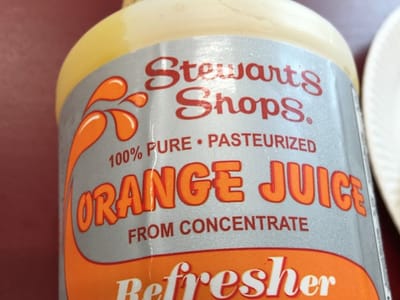 Stewart's
Shops®
100% PURE • PASTEURIZED
ORANGE JUICE
FROM CONCENTRATE
Refresher